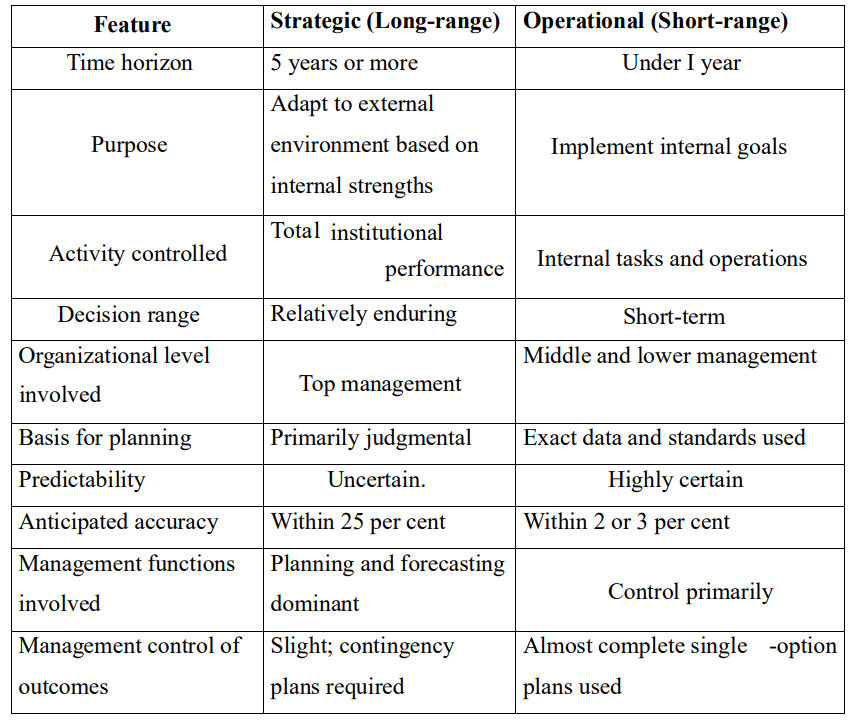 Feature Strategic (Long-range) Operational (Short-range)
Time horizon 5 years or more Under I year
Purpose Adapt to external
environment based on
internal strengths Implement internal goals
Activity controlled Total institutional
performance Internal tasks and operations
Decision range Relatively enduring Short-term
Organizational level
involved Top management Middle and lower management
Basis for planning Primarily judgmental Exact data and standards used
Predictability Uncertain. Highly certain
Anticipated accuracy Within 25 per cent Within 2 or 3 per cent
Management functions
involved Planning and forecasting
dominant Control primarily
Management control of
outcomes Slight; contingency
plans required Almost complete single -option
plans used